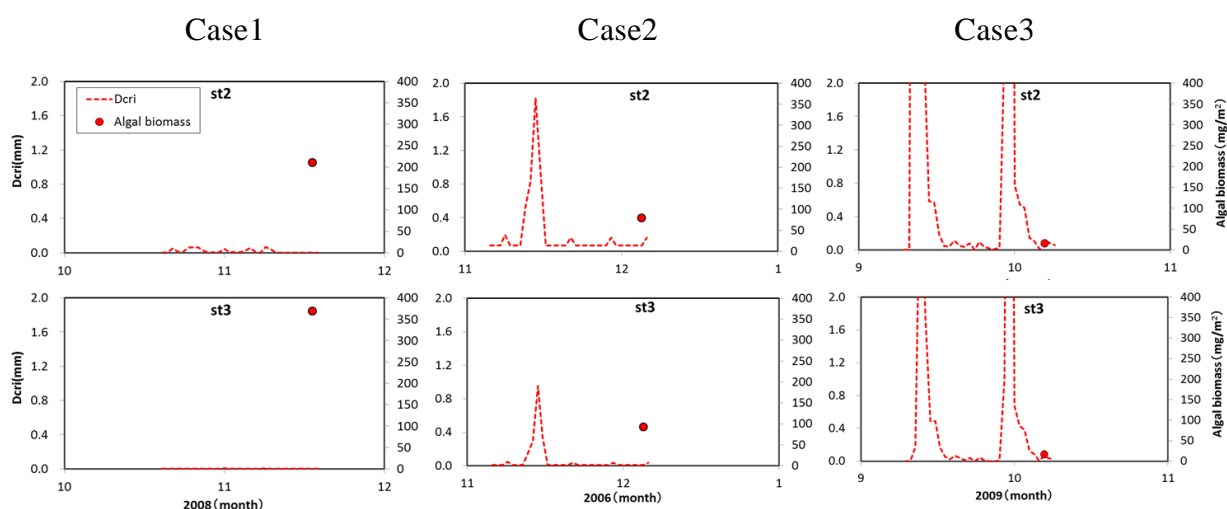 Case1 Case2 Case3
st2 st2 st2
Dcri
Algal biomass
Dcri(mm)
2.0 1.6 1.2 0.8 0.4 0.0
400 350 300 250 200 150 100 50 0
10 11 12
2.0 1.6 1.2 0.8 0.4 0.0
400 350 300 250 200 150 100 50 0
11 12 1
2.0 1.6 1.2 0.8 0.4 0.0
400 350 300 250 200 150 100 50 0
9 10 11
Algal biomass (mg/m²)
st3 st3 st3
Dcri(mm)
2.0 1.6 1.2 0.8 0.4 0.0
400 350 300 250 200 150 100 50 0
10 11 12
2008(month)
2.0 1.6 1.2 0.8 0.4 0.0
400 350 300 250 200 150 100 50 0
11 12 1
2006(month)
2.0 1.6 1.2 0.8 0.4 0.0
400 350 300 250 200 150 100 50 0
9 10 11
2009(month)
Algal biomass (mg/m²)